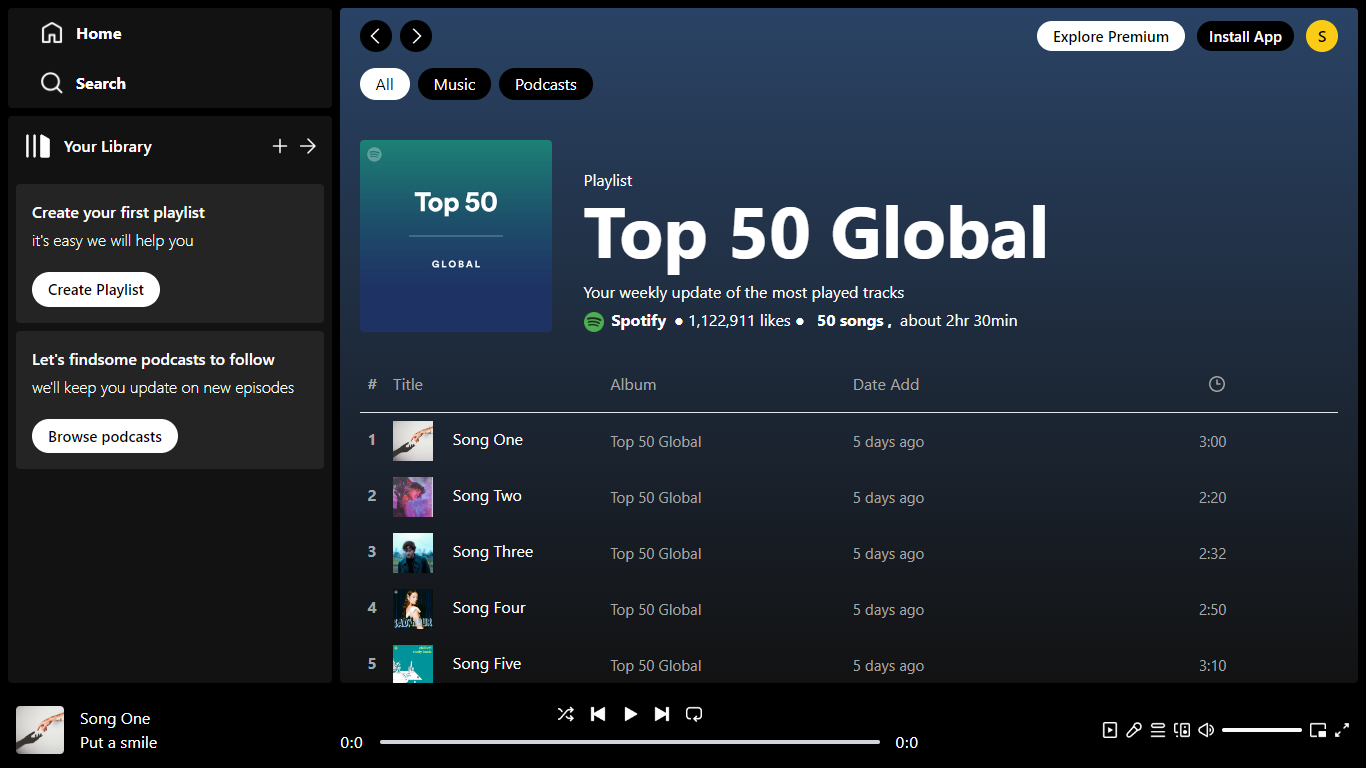 Home
Search
Your Library
Create your first playlist
it's easy we will help you
Create Playlist
Let's findsome podcasts to follow
we'll keep you update on new episodes
Browse podcasts
Explore Premium
Install App
S
All
Music
Podcasts
Top 50
GLOBAL
Playlist
Top 50 Global
Your weekly update of the most played tracks
Spotify • 1,122,911 likes • 50 songs , about 2hr 30min
# Title Album Date Add
1 Song One Top 50 Global 5 days ago 3:00
2 Song Two Top 50 Global 5 days ago 2:20
3 Song Three Top 50 Global 5 days ago 2:32
4 Song Four Top 50 Global 5 days ago 2:50
5 Song Five Top 50 Global 5 days ago 3:10
Song One
Put a smile
0:0
0:0